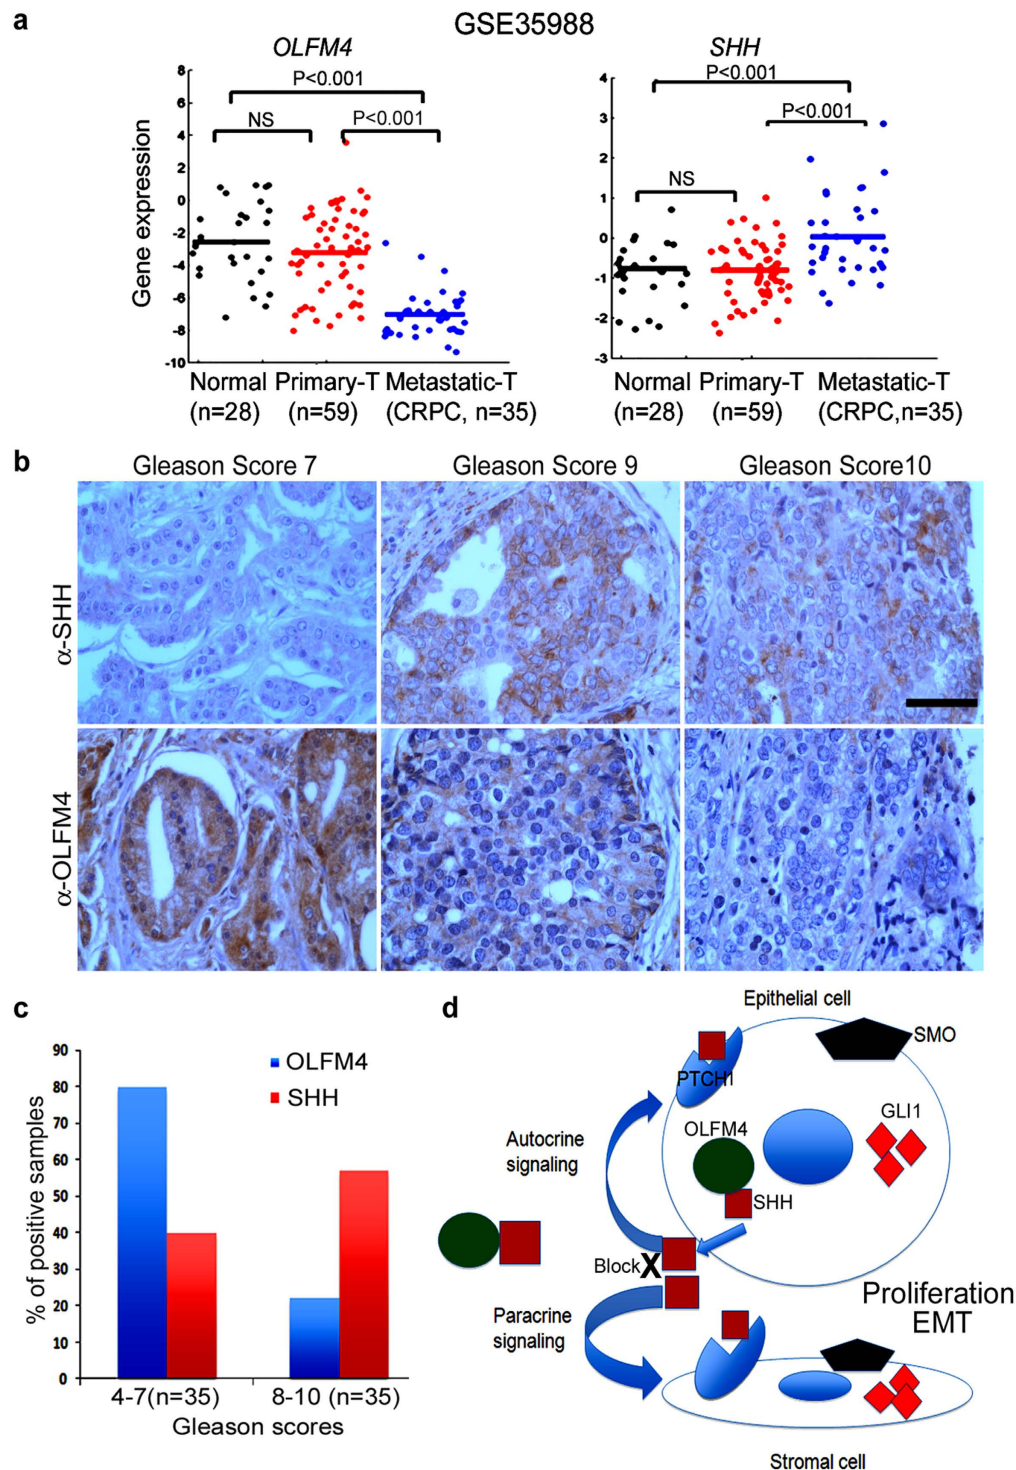 a
GSE35988
OLFM4
SHH
Gene expression
8
6
4
2
0
-2
-4
-6
-8
-10
P<0.001
NS
P<0.001
Normal
(n=28)
Primary-T
(n=59)
Metastatic-T
(CRPC, n=35)
4
3
2
1
0
-1
-2
-3
P<0.001
P<0.001
NS
Normal
(n=28)
Primary-T
(n=59)
Metastatic-T
(CRPC,n=35)
b
Gleason Score 7
Gleason Score 9
Gleason Score10
α-SHH
α-OLFM4
c
% of positive samples
90
80
70
60
50
40
30
20
10
0
OLFM4
SHH
4-7(n=35)
8-10 (n=35)
Gleason scores
d
Epithelial cell
SMO
PTCH1
GLI1
OLFM4
Autocrine
signaling
SHH
Block X
Paracrine
signaling
Proliferation
EMT
Stromal cell